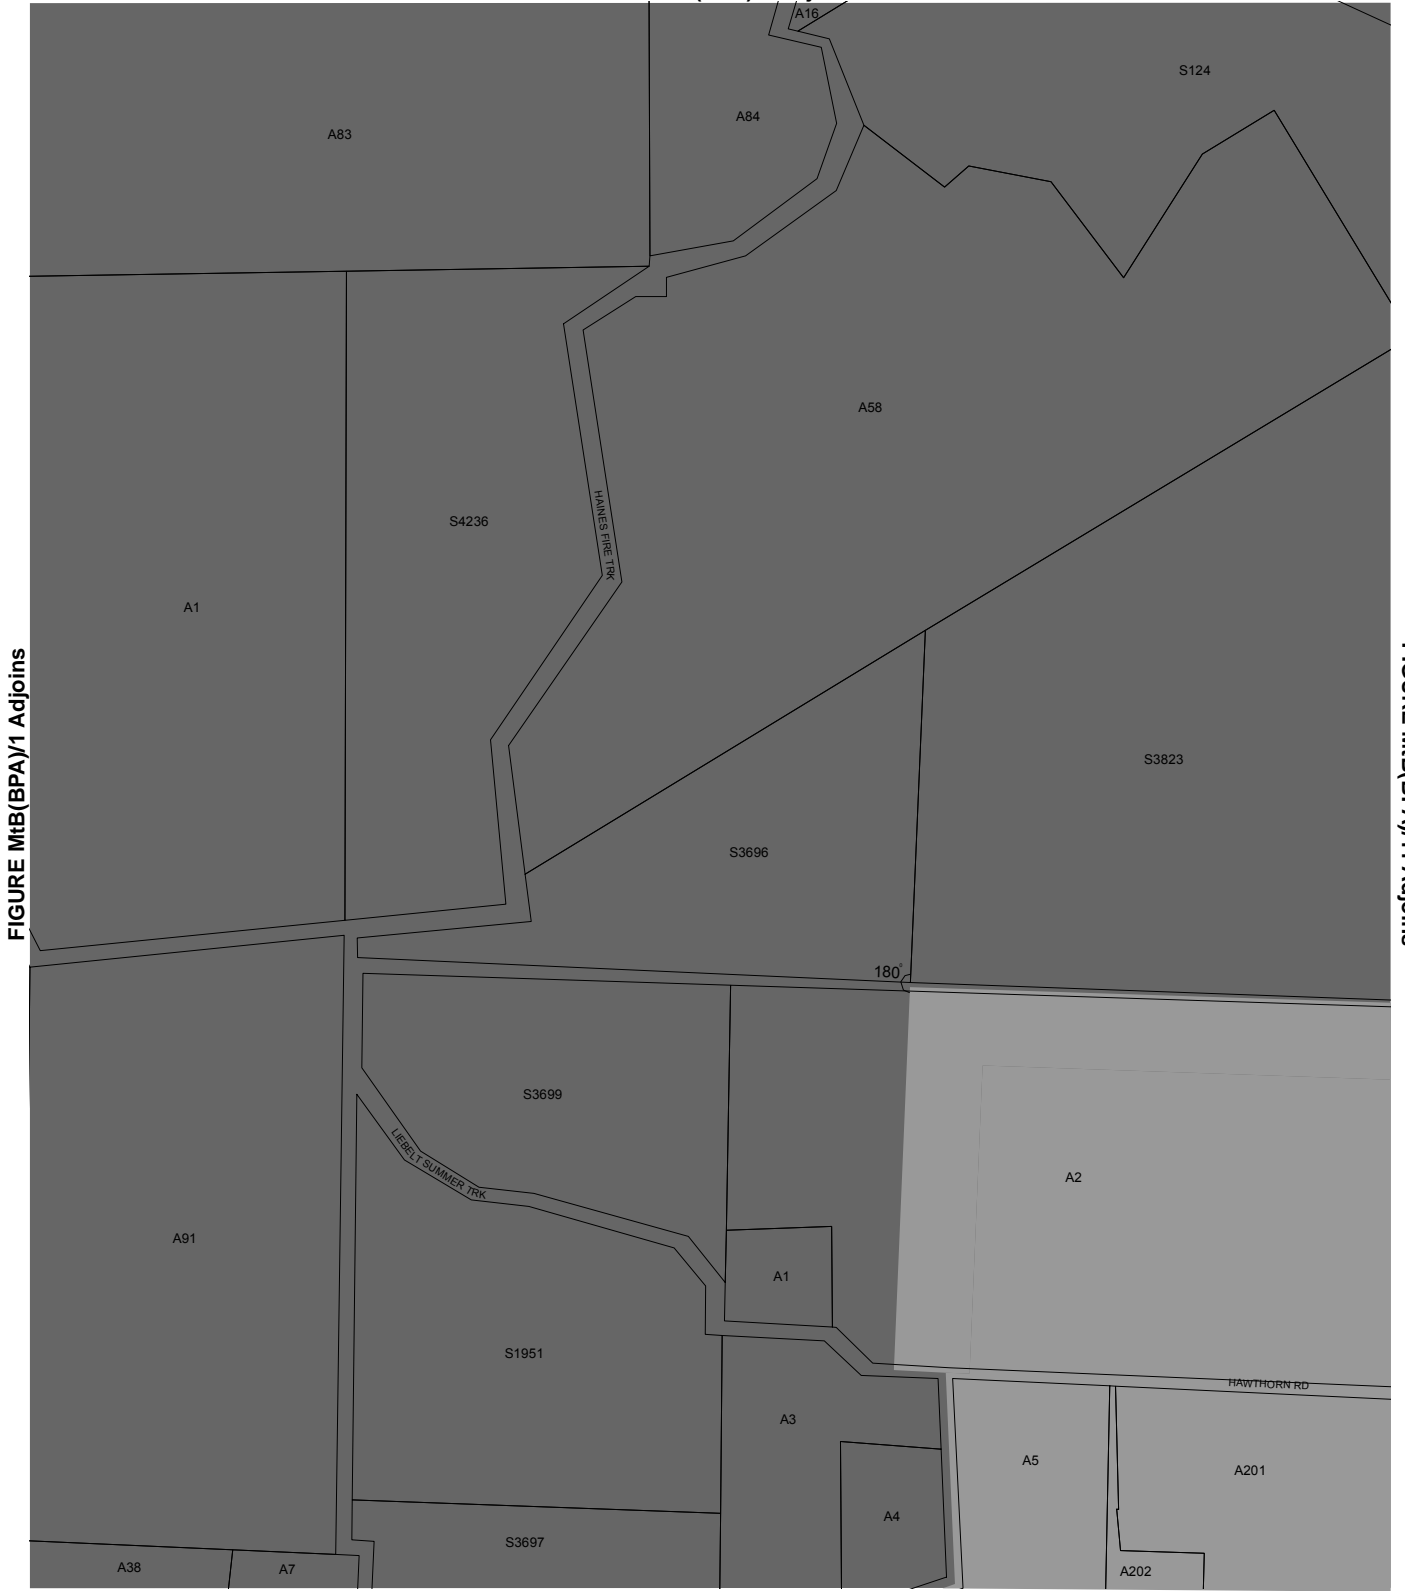 A16
S124
A84
A83
A58
HAINES FIRE TRK
S4236
A1
FIGURE MtB(BPA)/1 Adjoins
S3823
S3696
180°
S3699
LIEBELT SUMMER TRK
A2
A91
A1
S1951
HAWTHORN RD
A3
A5
A201
A4
S3697
A38
A7
A202